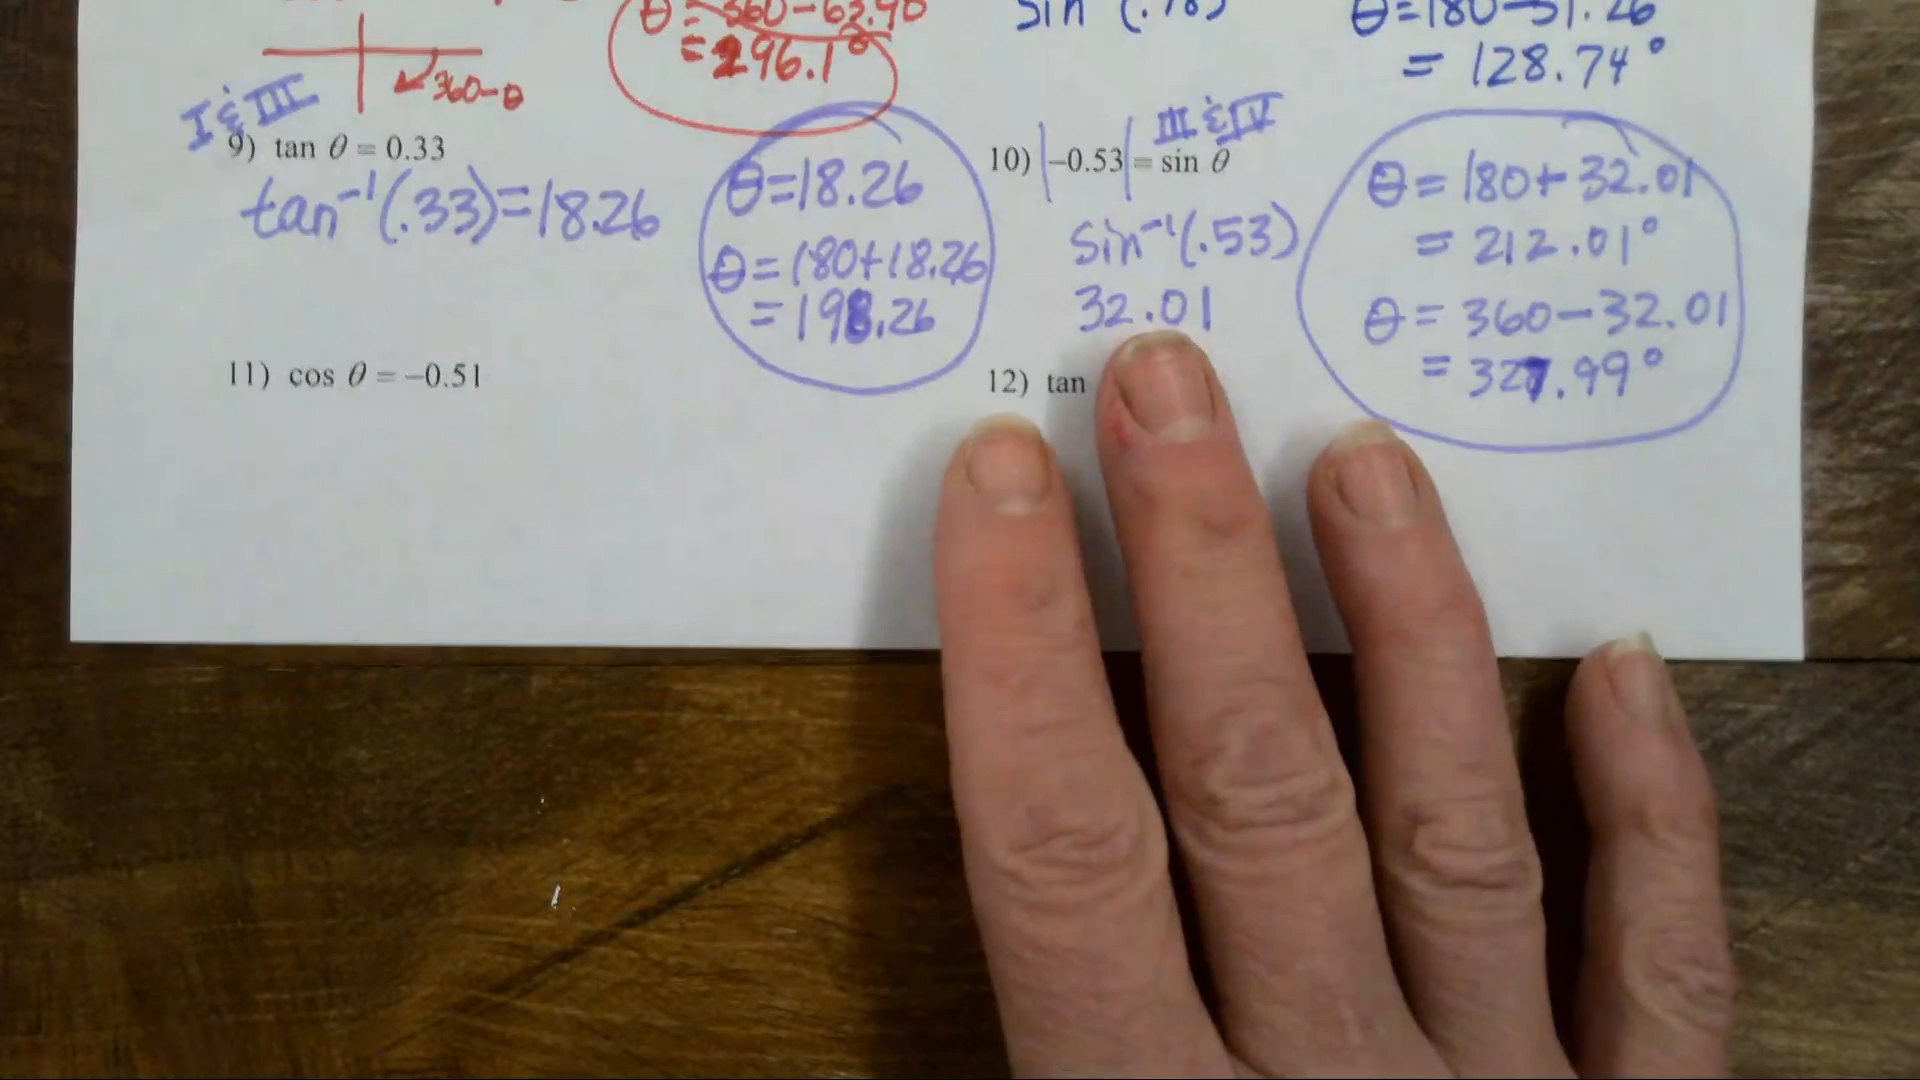 θ = 360-63.90
= 296.1°
360-θ
sin (.78)
θ=180-51.26
= 128.74°
I & III
9) tan θ = 0.33
tan⁻¹(.33)=18.26
θ=18.26
θ=180+18.26
= 198.26
III & IV
10) |-0.53| = sin θ
sin⁻¹(.53)
32.01
θ= 180+32.01
= 212.01°
θ= 360-32.01
= 327.99°
11) cos θ = -0.51
12) tan